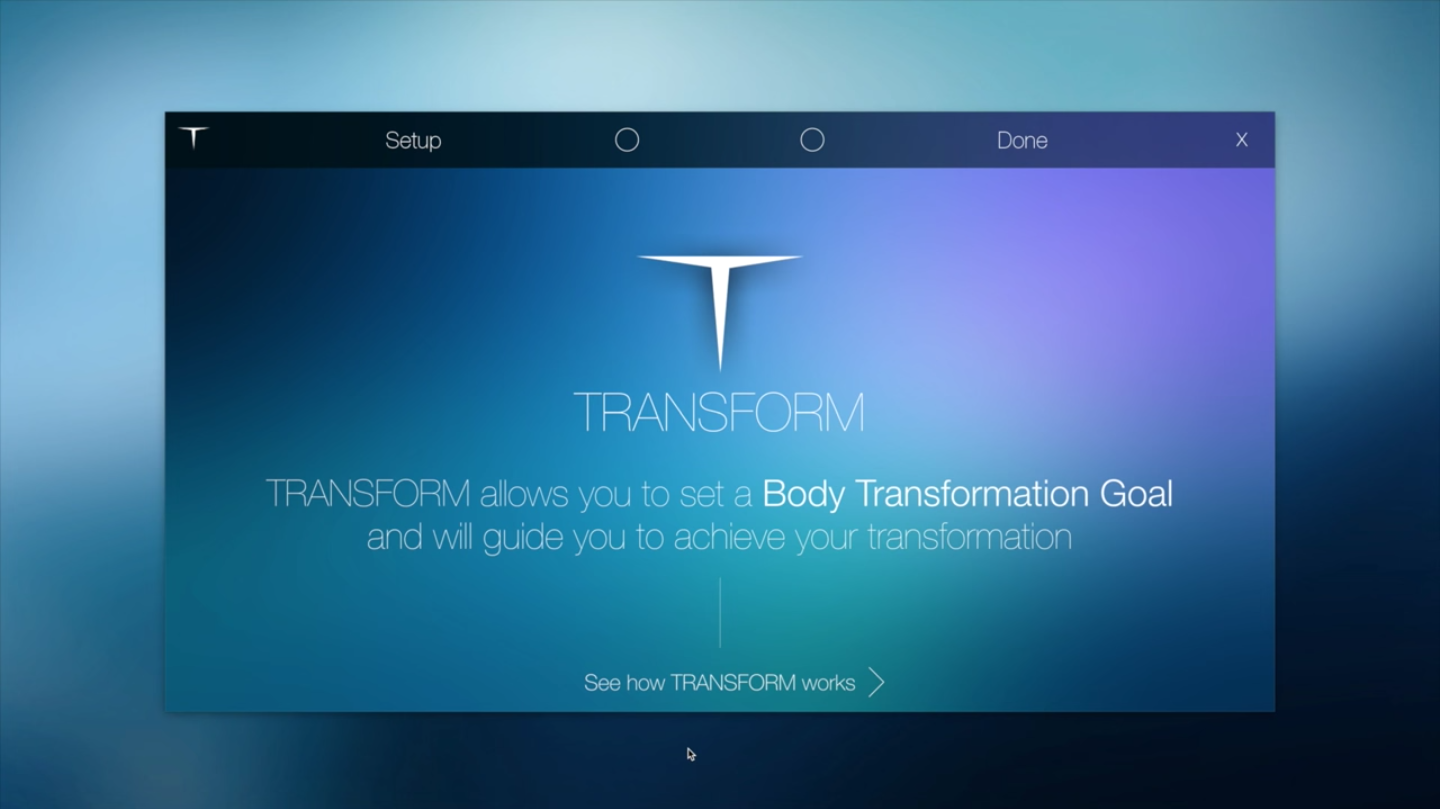 Setup
Done
X
TRANSFORM
TRANSFORM allows you to set a Body Transformation Goal
and will guide you to achieve your transformation
See how TRANSFORM works